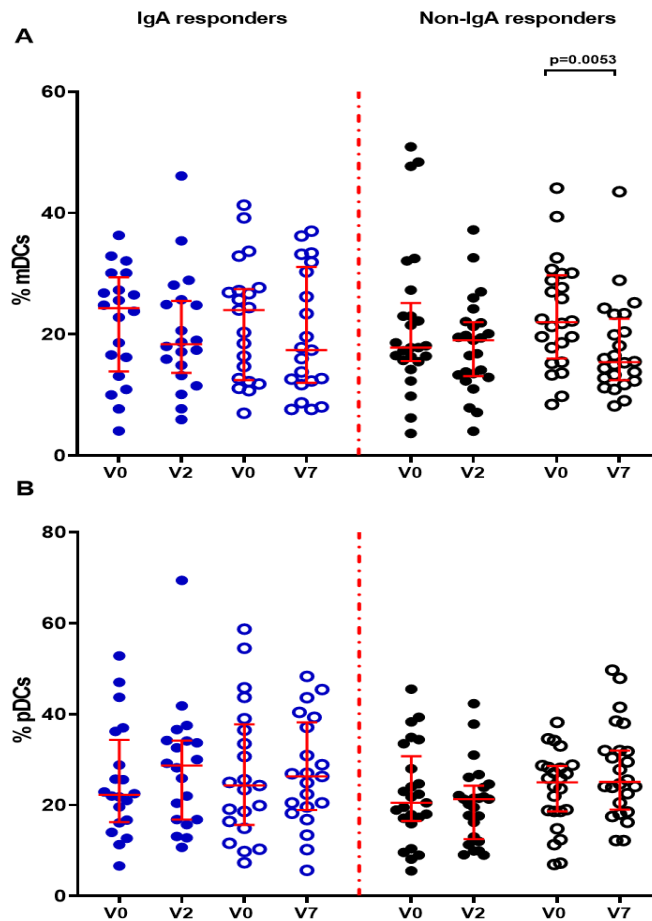 IgA responders Non-IgA responders
A
p=0.0053
60
40
20
0
% mDCs
V0 V2 V0 V7 V0 V2 V0 V7
B
80
60
40
20
0
% pDCs
V0 V2 V0 V7 V0 V2 V0 V7